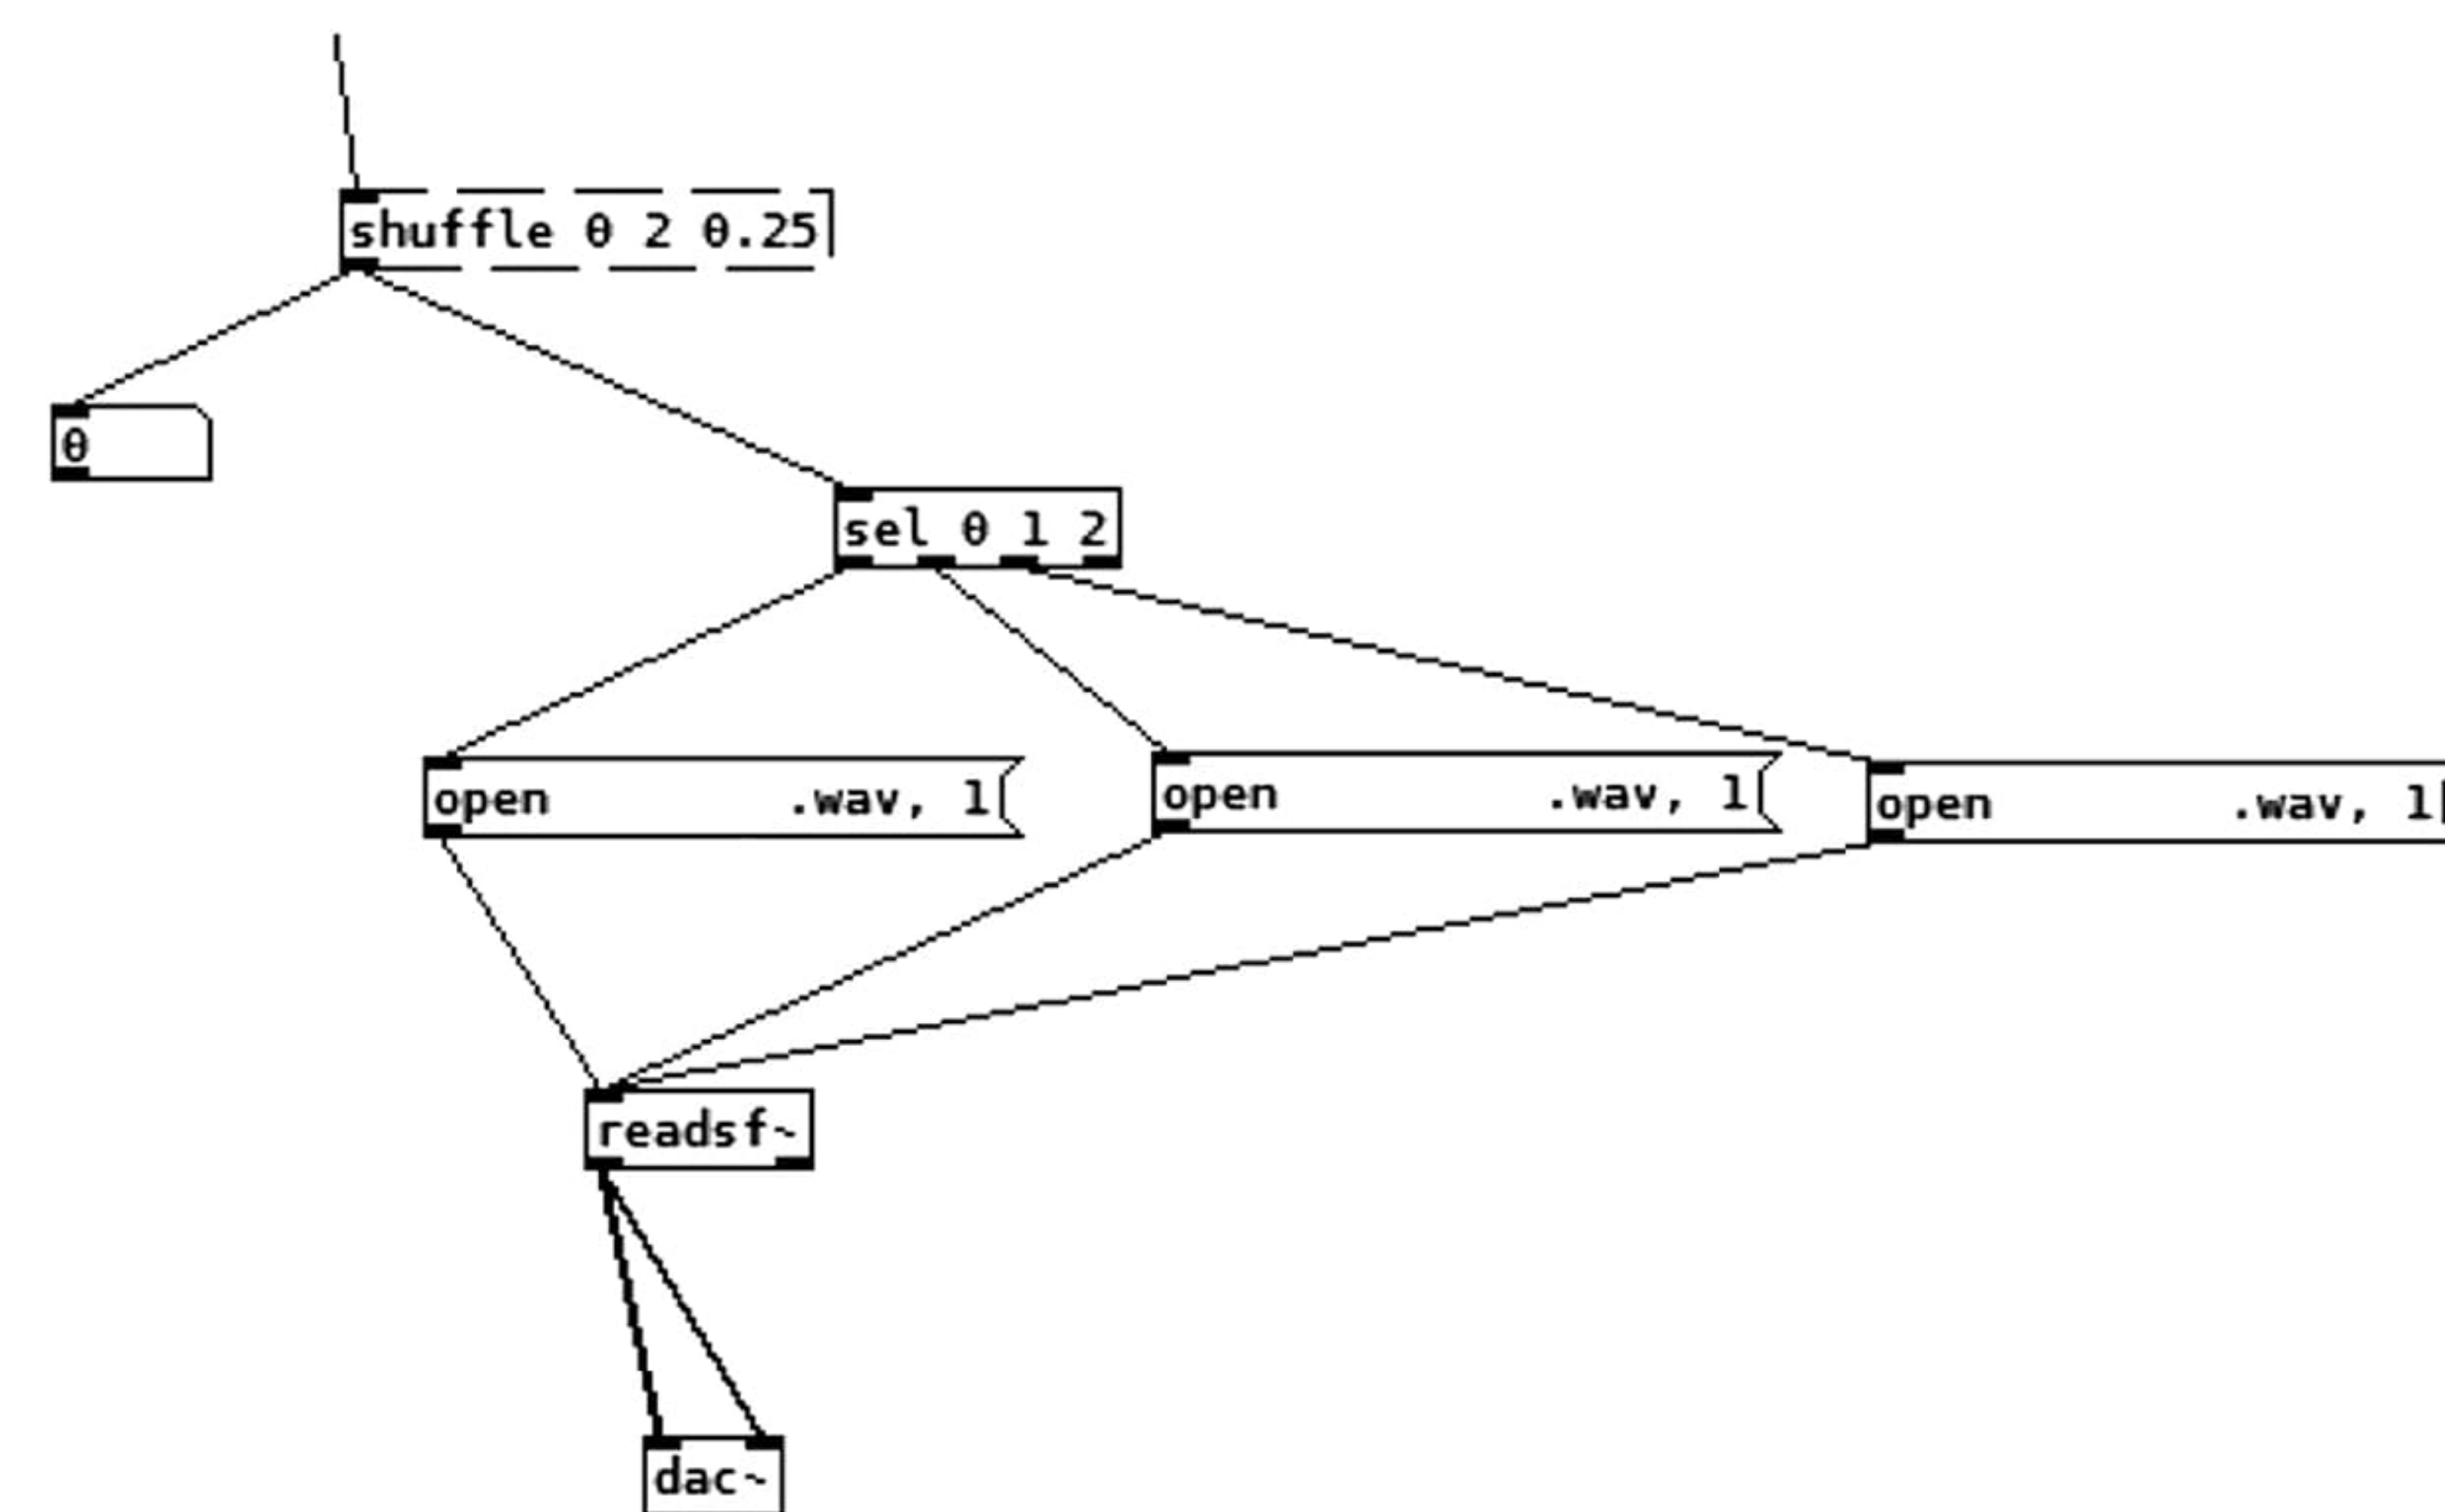 shuffle 0 2 0.25
0
sel 0 1 2
open .wav, 1
open .wav, 1
open .wav, 1
readsf~
dac~